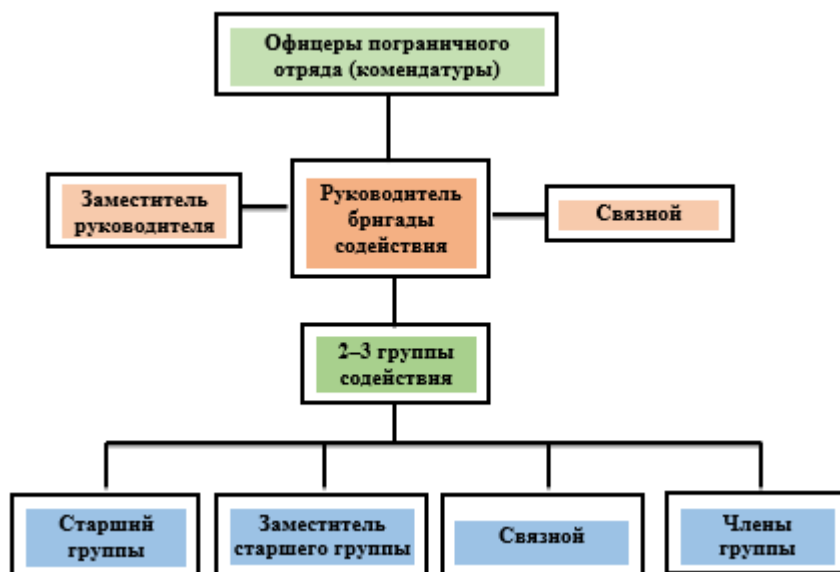 Офицеры пограничного
отряда (комендатуры)
Заместитель
руководителя
Руководитель
бригады
содействия
Связной
2–3 группы
содействия
Старший
группы
Заместитель
старшего группы
Связной
Члены
группы